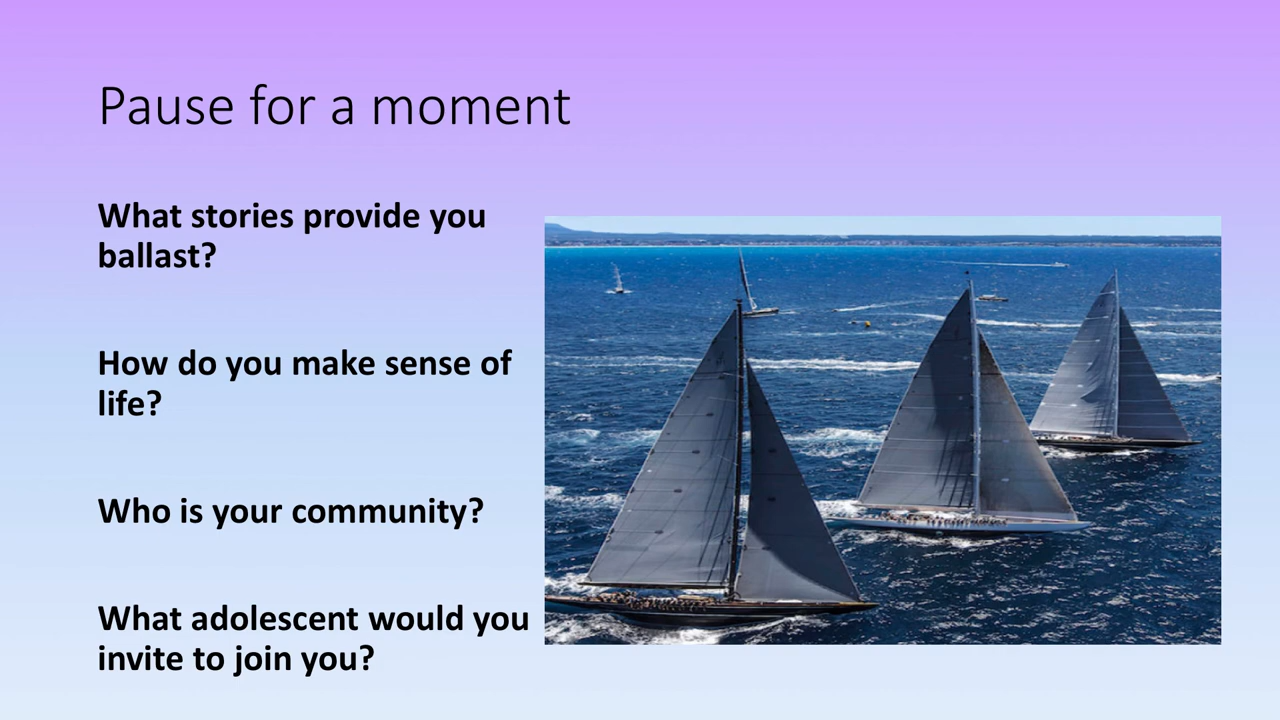 Pause for a moment
What stories provide you
ballast?
How do you make sense of
life?
Who is your community?
What adolescent would you
invite to join you?